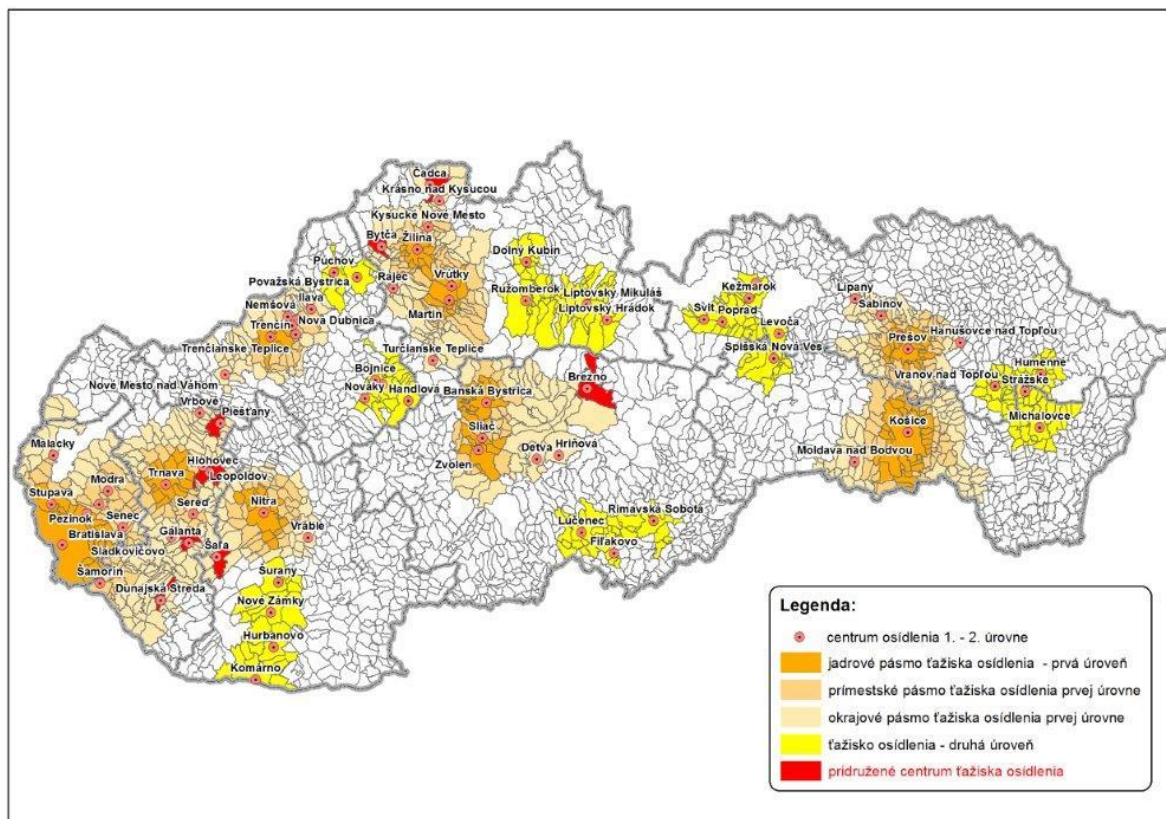 Čadca
Krásno nad Kysucou
Kysucké Nové Mesto
Bytča
Žilina
Dolný Kubín
Púchov
Vrútky
Považská Bystrica
Rajec
Ružomberok
Liptovský Mikuláš
Kežmarok
Lipany
Ilava
Liptovský Hrádok
Svit
Poprad
Sabinov
Nemšová
Martin
Levoča
Hanušovce nad Topľou
Trenčín
Nová Dubnica
Prešov
Trenčianske Teplice
Turčianske Teplice
Spišská Nová Ves
Humenné
Bojnice
Vranov nad Topľou
Nové Mesto nad Váhom
Nováky
Handlová
Banská Bystrica
Brezno
Strážske
Vrbové
Piešťany
Michalovce
Sliač
Košice
Malacky
Hriňová
Zvolen
Detva
Moldava nad Bodvou
Hlohovec
Trnava
Leopoldov
Modra
Stupava
Sereď
Nitra
Pezinok
Senec
Vráble
Rimavská Sobota
Lučenec
Bratislava
Galanta
Sládkovičovo
Šaľa
Fiľakovo
Šamorín
Šurany
Dunajská Streda
Nové Zámky
Hurbanovo
Komárno
Legenda:
centrum osídlenia 1. - 2. úrovne
jadrové pásmo ťažiska osídlenia - prvá úroveň
prímestské pásmo ťažiska osídlenia prvej úrovne
okrajové pásmo ťažiska osídlenia prvej úrovne
ťažisko osídlenia - druhá úroveň
pridružené centrum ťažiska osídlenia